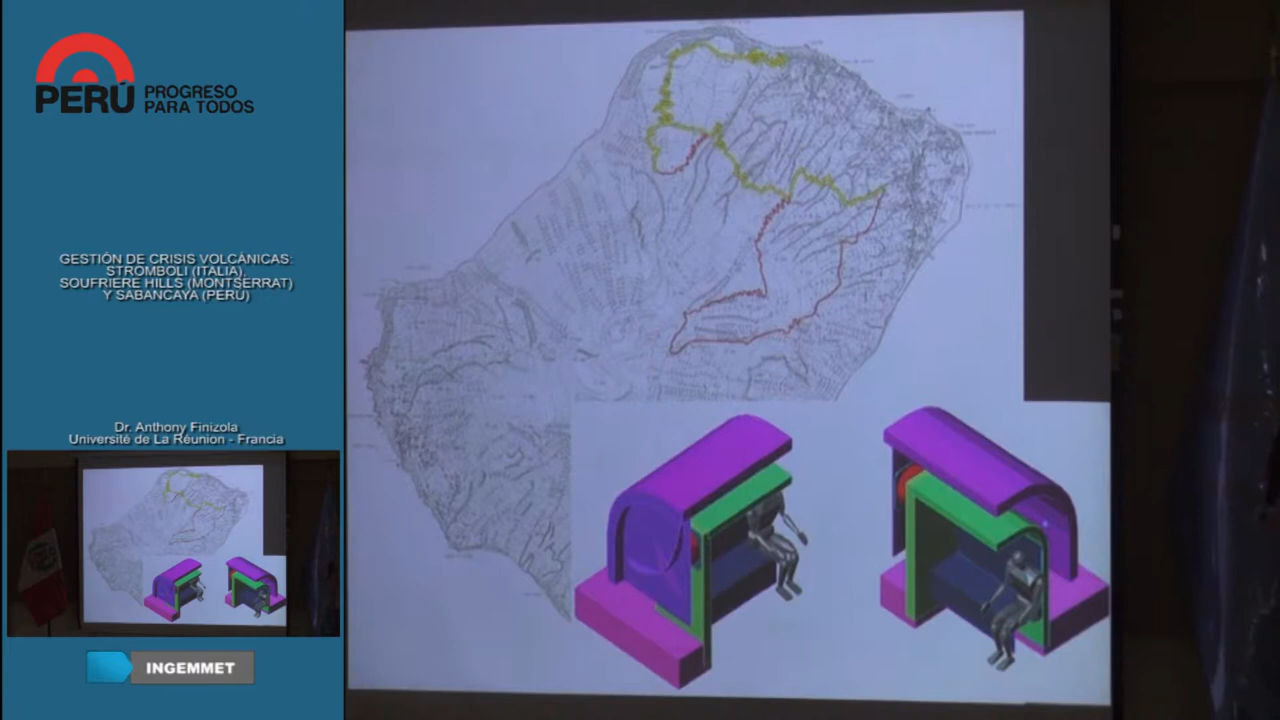 PERÚ
PROGRESO
PARA TODOS
GESTIÓN DE CRISIS VOLCÁNICAS:
STROMBOLI (ITALIA),
SOUFRIERE HILLS (MONTSERRAT)
Y SABANCAYA (PERÚ)
Dr. Anthony Finizola
Université de La Réunion - Francia
INGEMMET